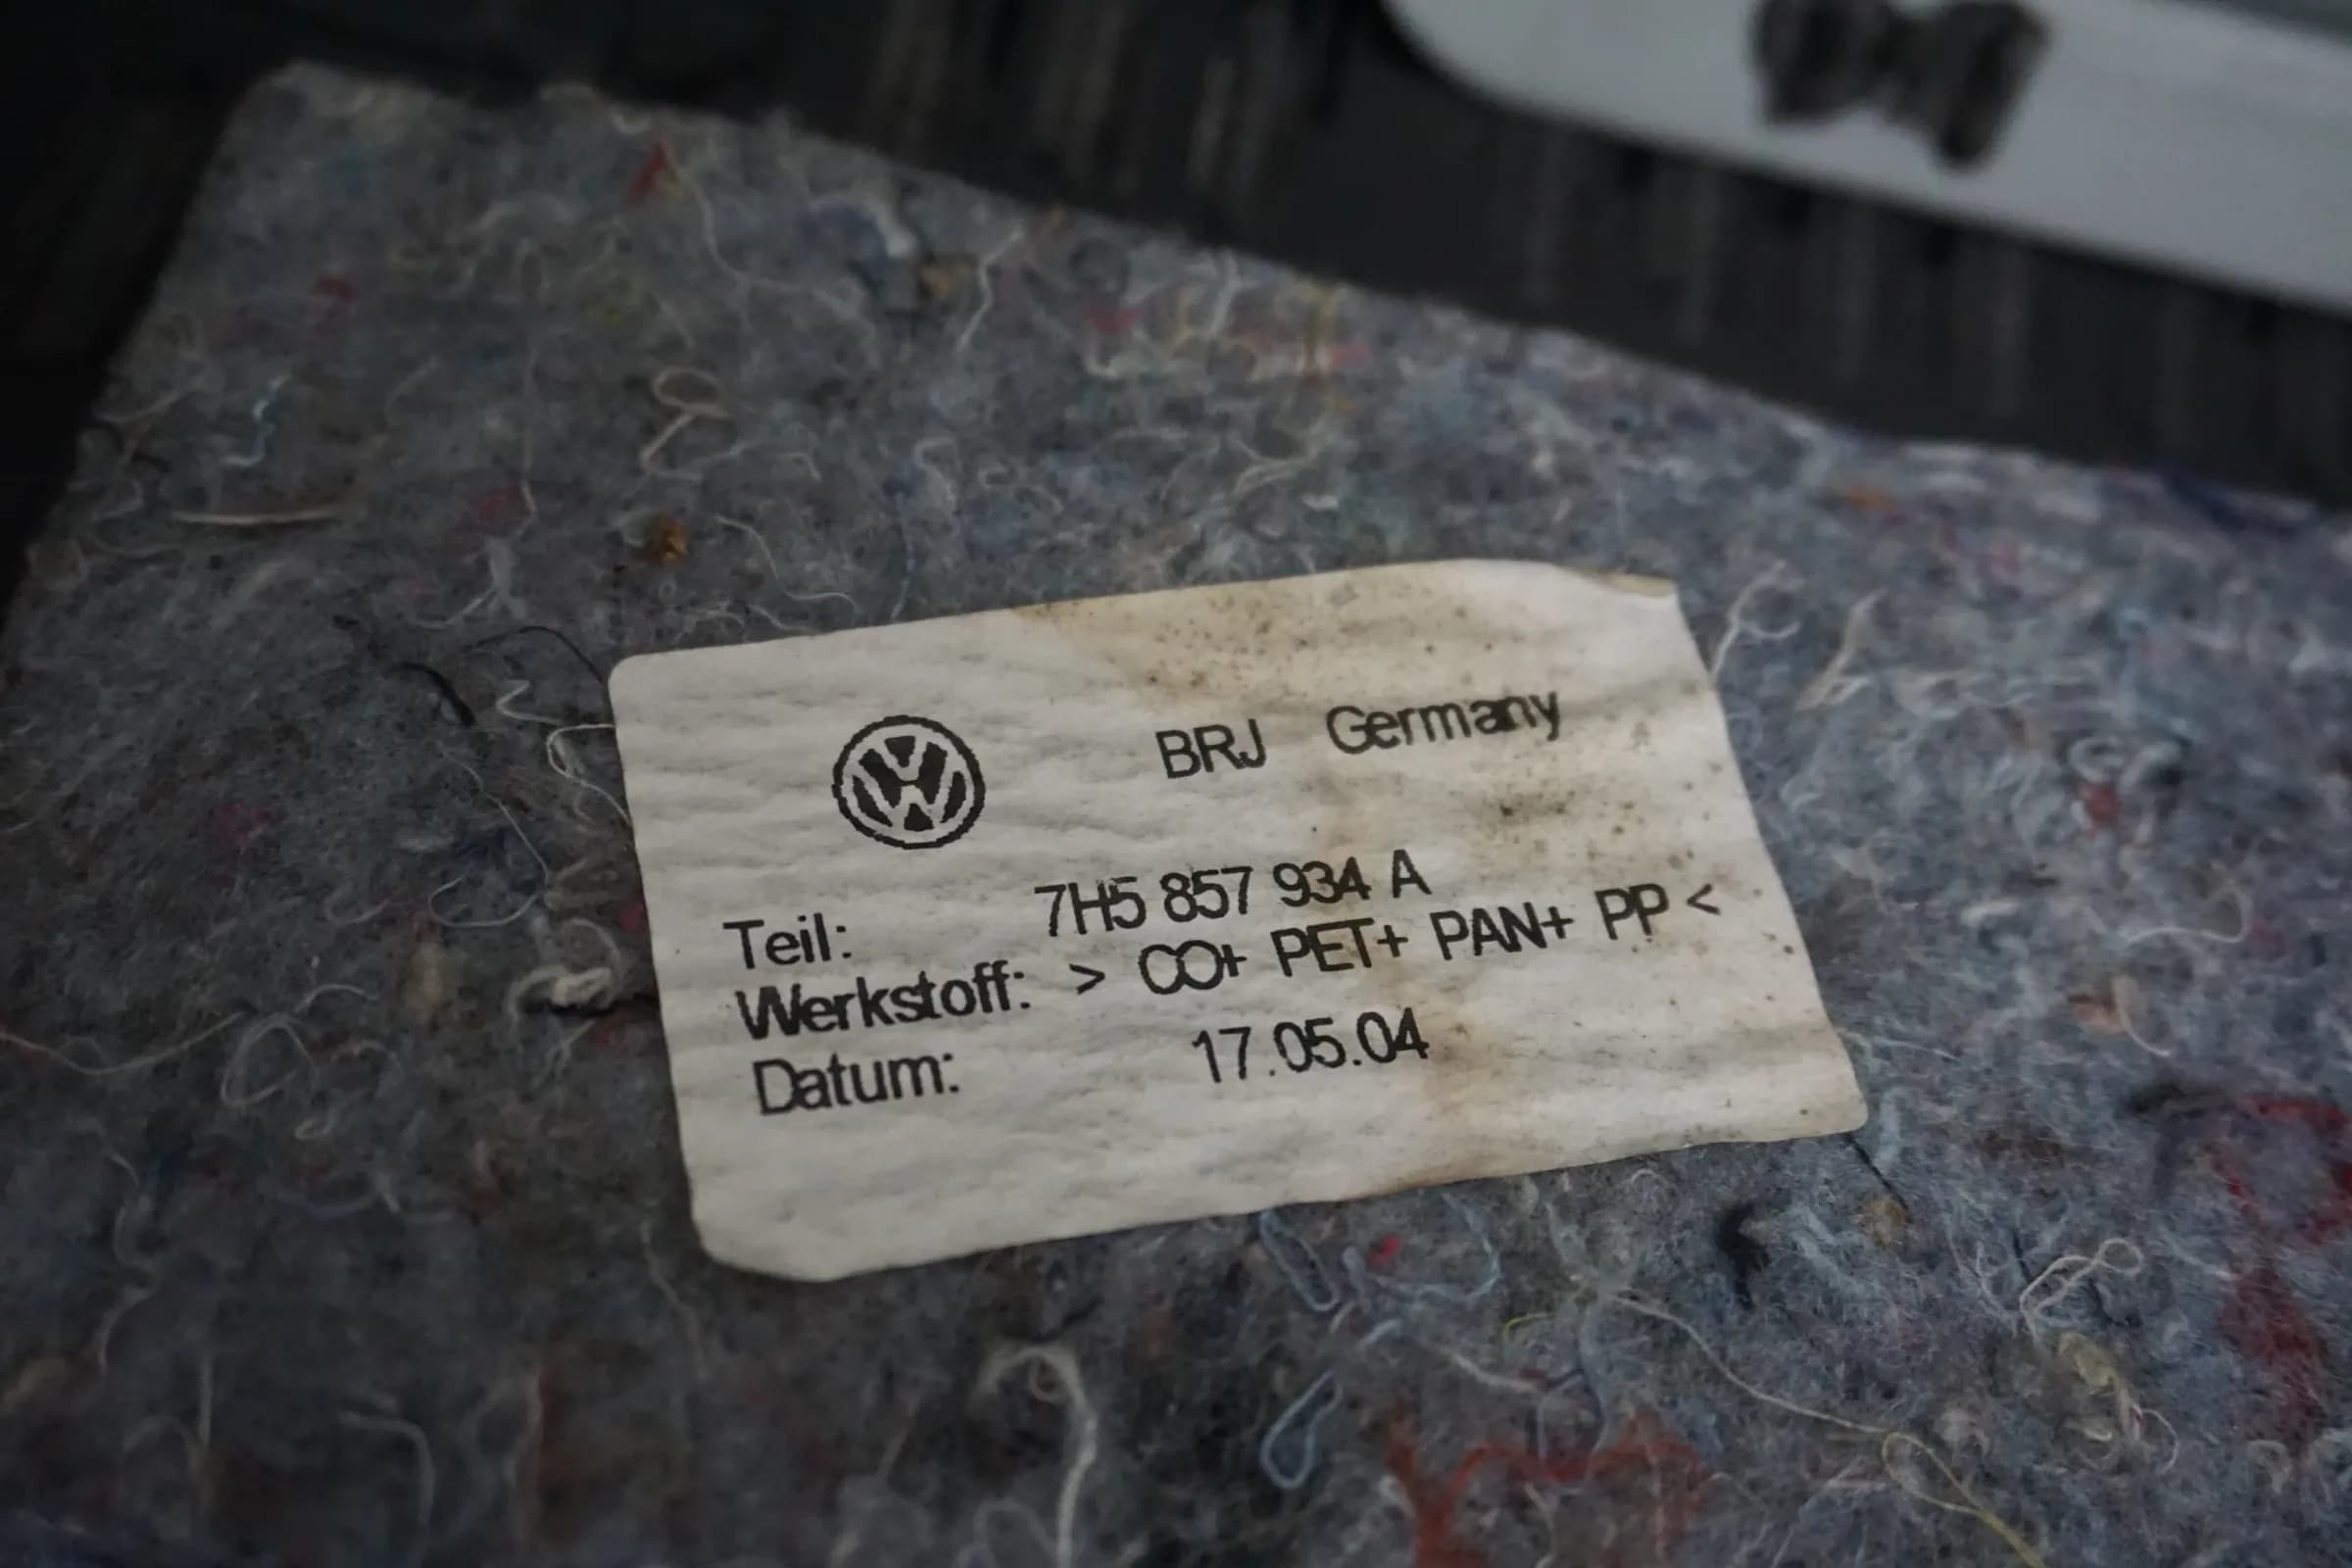 BRJ Germany
Teil: 7H5 857 934 A
Werkstoff: > CO+ PET+ PAN+ PP <
Datum: 17.05.04